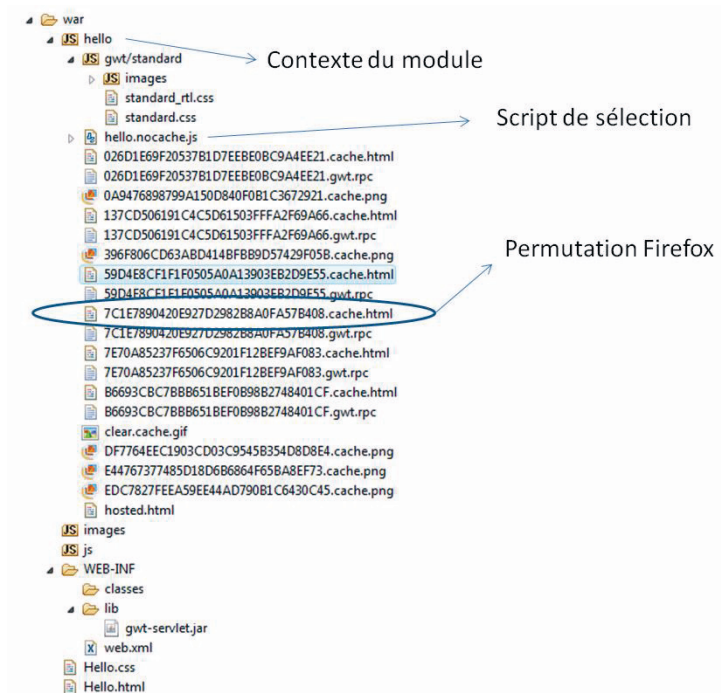 war
hello
Contexte du module
gwt/standard
images
standard_rtl.css
standard.css
Script de sélection
hello.nocache.js
026D1E69F20537B1D7EEBE0BC9A4EE21.cache.html
026D1E69F20537B1D7EEBE0BC9A4EE21.gwt.rpc
0A9476898799A150D840F0B1C3672921.cache.png
137CD506191C4C5D61503FFFA2F69A66.cache.html
137CD506191C4C5D61503FFFA2F69A66.gwt.rpc
Permutation Firefox
396F806CD63ABD414BFBB9D57429F05B.cache.png
59D4E8CF1F1F0505A0A13903EB2D9E55.cache.html
59D4E8CF1F1F0505A0A13903EB2D9E55.gwt.rpc
7C1E7890420E927D2982B8A0FA57B408.cache.html
7C1E7890420E927D2982B8A0FA57B408.gwt.rpc
7E70A85237F6506C9201F12BEF9AF083.cache.html
7E70A85237F6506C9201F12BEF9AF083.gwt.rpc
B6693CBC7BBB651BEF0B98B2748401CF.cache.html
B6693CBC7BBB651BEF0B98B2748401CF.gwt.rpc
clear.cache.gif
DF7764EEC1903CD03C9545B354D8D8E4.cache.png
E44767377485D18D6B6864F65BA8EF73.cache.png
EDC7827FEEA59EE44AD790B1C6430C45.cache.png
hosted.html
images
js
WEB-INF
classes
lib
gwt-servlet.jar
web.xml
Hello.css
Hello.html